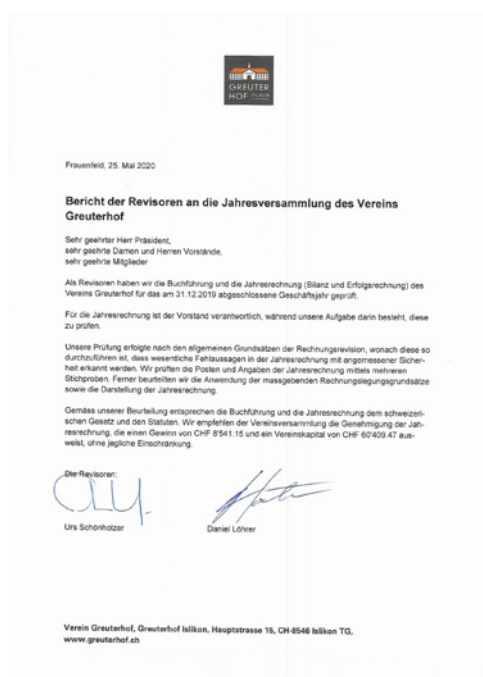 GREUTER
HOF
Frauenfeld, 25. Mai 2020
Bericht der Revisoren an die Jahresversammlung des Vereins
Greuterhof
Sehr geehrter Herr Präsident,
sehr geehrte Damen und Herren Vorstände,
sehr geehrte Mitglieder
Als Revisoren haben wir die Buchführung und die Jahresrechnung (Bilanz und Erfolgsrechnung) des
Vereins Greuterhof für das am 31.12.2019 abgeschlossene Geschäftsjahr geprüft.
Für die Jahresrechnung ist der Vorstand verantwortlich, während unsere Aufgabe darin besteht, diese
zu prüfen.
Unsere Prüfung erfolgte nach den allgemeinen Grundsätzen der Rechnungsrevision, wonach diese so
durchzuführen ist, dass wesentliche Fehlaussagen in der Jahresrechnung mit angemessener Sicher-
heit erkannt werden. Wir prüften die Posten und Angaben der Jahresrechnung mittels mehreren
Stichproben. Ferner beurteilten wir die Anwendung der massgebenden Rechnungslegungsgrundsätze
sowie die Darstellung der Jahresrechnung.
Gemäss unserer Beurteilung entsprechen die Buchführung und die Jahresrechnung dem schweizeri-
schen Gesetz und den Statuten. Wir empfehlen der Vereinsversammlung die Genehmigung der Jah-
resrechnung, die einen Gewinn von CHF 8'541.15 und ein Vereinskapital von CHF 60'409.47 aus-
weist, ohne jegliche Einschränkung.
Die Revisoren:
Urs Schönholzer
Daniel Löhrer
Verein Greuterhof, Greuterhof Islikon, Hauptstrasse 15, CH-8546 Islikon TG,
www.greuterhof.ch